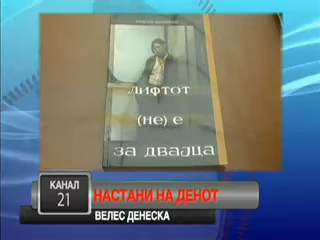 лифтот
(не) е
за двајца
КАНАЛ
21
НАСТАНИ НА ДЕНОТ
ВЕЛЕС ДЕНЕСКА